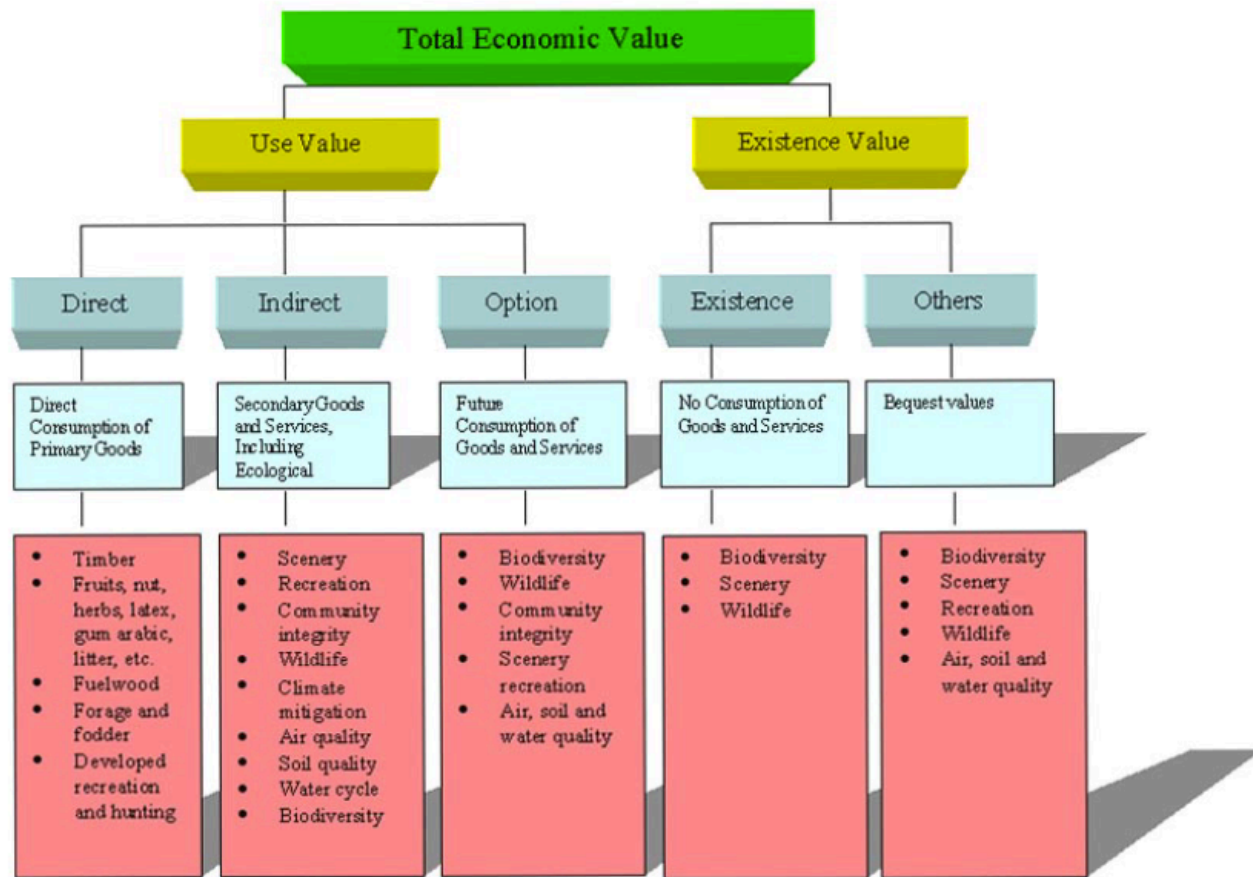 Total Economic Value
Use Value
Existence Value
Direct
Indirect
Option
Existence
Others
Direct
Consumption of
Primary Goods
Secondary Goods
and Services,
Including
Ecological
Future
Consumption of
Goods and Services
No Consumption of
Goods and Services
Bequest values
• Timber
• Fruits, nut,
herbs, latex,
gum arabic,
litter, etc.
• Fuelwood
• Forage and
fodder
• Developed
recreation
and hunting
• Scenery
• Recreation
• Community
integrity
• Wildlife
• Climate
mitigation
• Air quality
• Soil quality
• Water cycle
• Biodiversity
• Biodiversity
• Wildlife
• Community
integrity
• Scenery
recreation
• Air, soil and
water quality
• Biodiversity
• Scenery
• Wildlife
• Biodiversity
• Scenery
• Recreation
• Wildlife
• Air, soil and
water quality